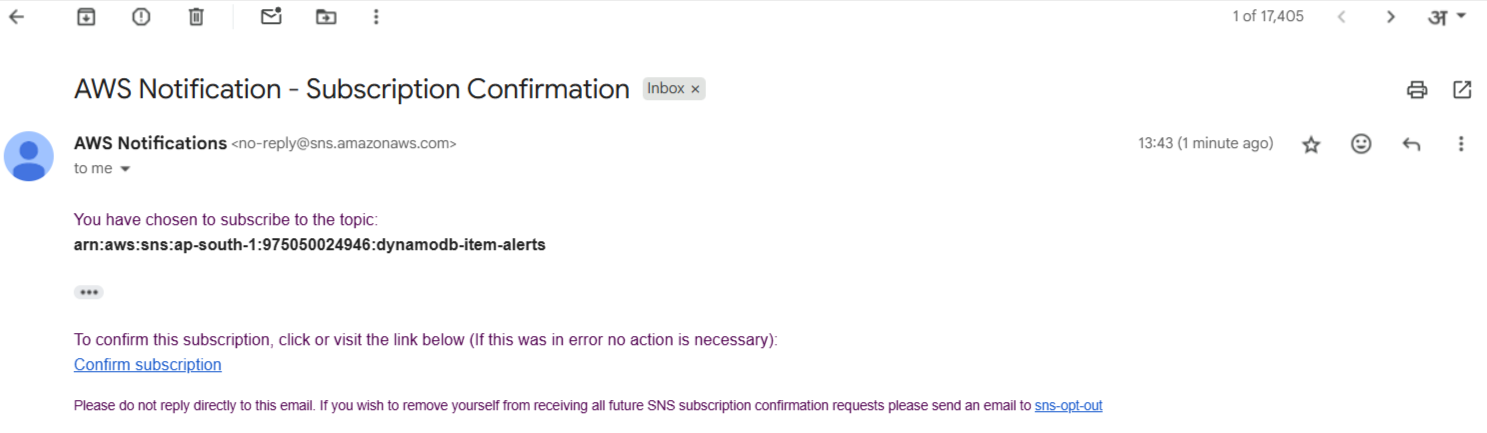 1 of 17,405
अ
AWS Notification - Subscription Confirmation Inbox ×
AWS Notifications <no-reply@sns.amazonaws.com> 13:43 (1 minute ago)
to me
You have chosen to subscribe to the topic:
arn:aws:sns:ap-south-1:975050024946:dynamodb-item-alerts
To confirm this subscription, click or visit the link below (If this was in error no action is necessary):
Confirm subscription
Please do not reply directly to this email. If you wish to remove yourself from receiving all future SNS subscription confirmation requests please send an email to sns-opt-out